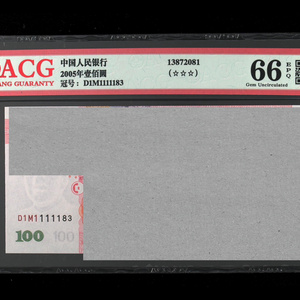 ACG
ANG GUARANTY
中国人民银行
2005年壹佰圆
冠号: D1M1111183
13872081
(☆☆☆)
66 EPQ
Gem Uncirculated
D1M1111183
100 100